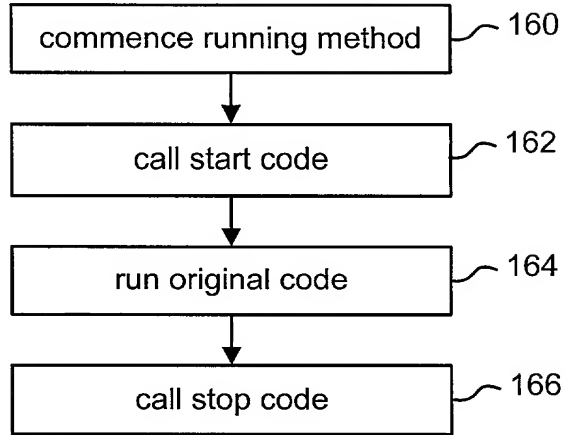 commence running method 160
call start code 162
run original code 164
call stop code 166